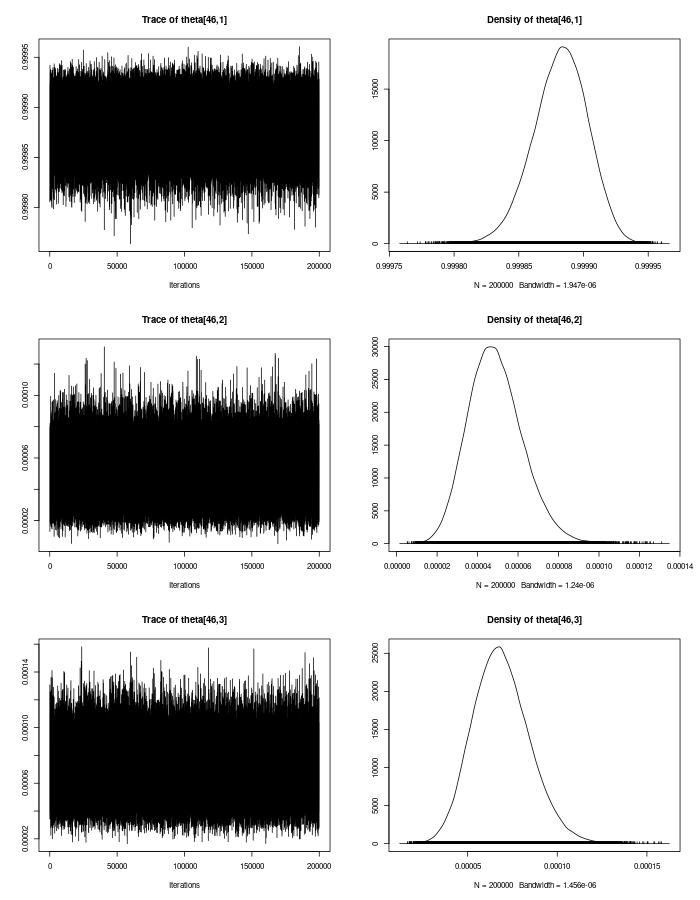 Trace of theta[46,1]
0.99980 0.99985 0.99990 0.99995
0 50000 100000 150000 200000
Iterations
Density of theta[46,1]
0 5000 10000 15000
0.99975 0.99980 0.99985 0.99990 0.99995
N = 200000 Bandwidth = 1.947e-06
Trace of theta[46,2]
0.00002 0.00006 0.00010
0 50000 100000 150000 200000
Iterations
Density of theta[46,2]
0 5000 10000 15000 20000 25000 30000
0.00000 0.00002 0.00004 0.00006 0.00008 0.00010 0.00012 0.00014
N = 200000 Bandwidth = 1.24e-06
Trace of theta[46,3]
0.00002 0.00006 0.00010 0.00014
0 50000 100000 150000 200000
Iterations
Density of theta[46,3]
0 5000 10000 15000 20000 25000
0.00005 0.00010 0.00015
N = 200000 Bandwidth = 1.456e-06